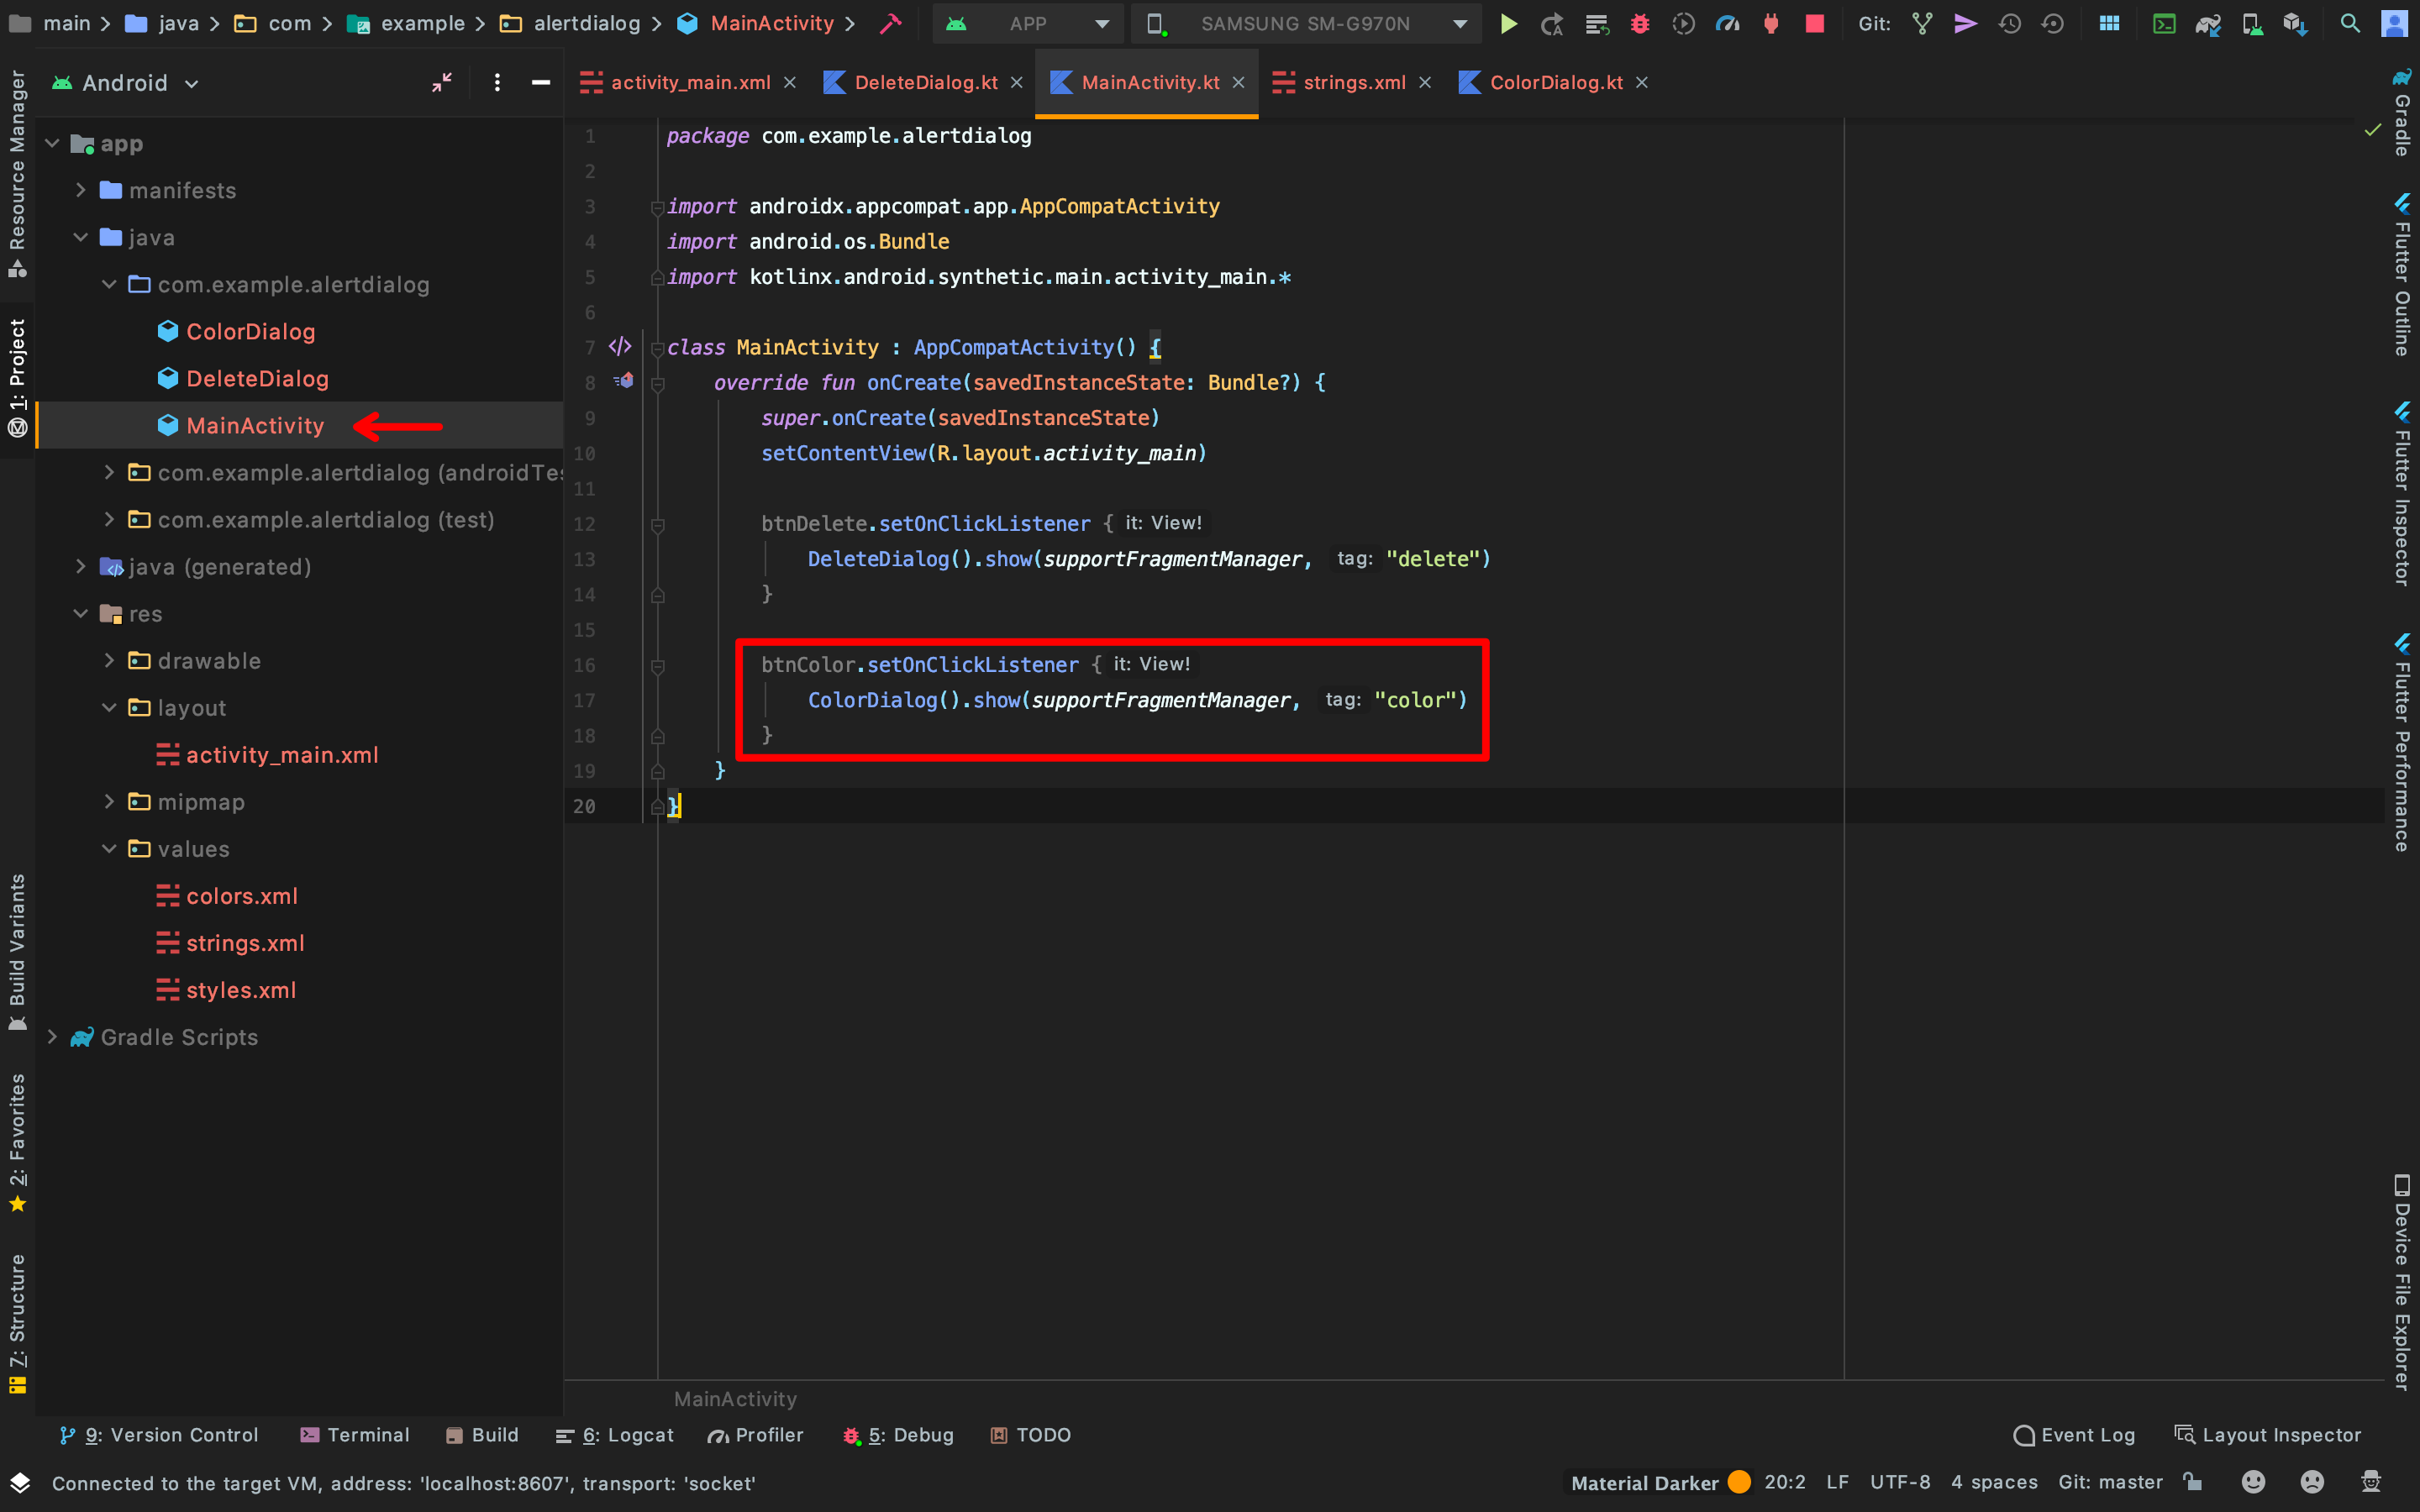 main java com example alertdialog MainActivity APP SAMSUNG SM-G970N Git:
Android
activity_main.xml DeleteDialog.kt MainActivity.kt strings.xml ColorDialog.kt
Resource Manager
1: Project
Build Variants
2: Favorites
7: Structure
app
manifests
java
com.example.alertdialog
ColorDialog
DeleteDialog
MainActivity
com.example.alertdialog (androidTes
com.example.alertdialog (test)
java (generated)
res
drawable
layout
activity_main.xml
mipmap
values
colors.xml
strings.xml
styles.xml
Gradle Scripts
1 package com.example.alertdialog
2
3 import androidx.appcompat.app.AppCompatActivity
4 import android.os.Bundle
5 import kotlinx.android.synthetic.main.activity_main.*
6
7 class MainActivity : AppCompatActivity() {
8 override fun onCreate(savedInstanceState: Bundle?) {
9 super.onCreate(savedInstanceState)
10 setContentView(R.layout.activity_main)
11
12 btnDelete.setOnClickListener { it: View!
13 DeleteDialog().show(supportFragmentManager, tag: "delete")
14 }
15
16 btnColor.setOnClickListener { it: View!
17 ColorDialog().show(supportFragmentManager, tag: "color")
18 }
19 }
20 }
MainActivity
Gradle
Flutter Outline
Flutter Inspector
Flutter Performance
Device File Explorer
9: Version Control Terminal Build 6: Logcat Profiler 5: Debug TODO Event Log Layout Inspector
Connected to the target VM, address: 'localhost:8607', transport: 'socket' Material Darker 20:2 LF UTF-8 4 spaces Git: master